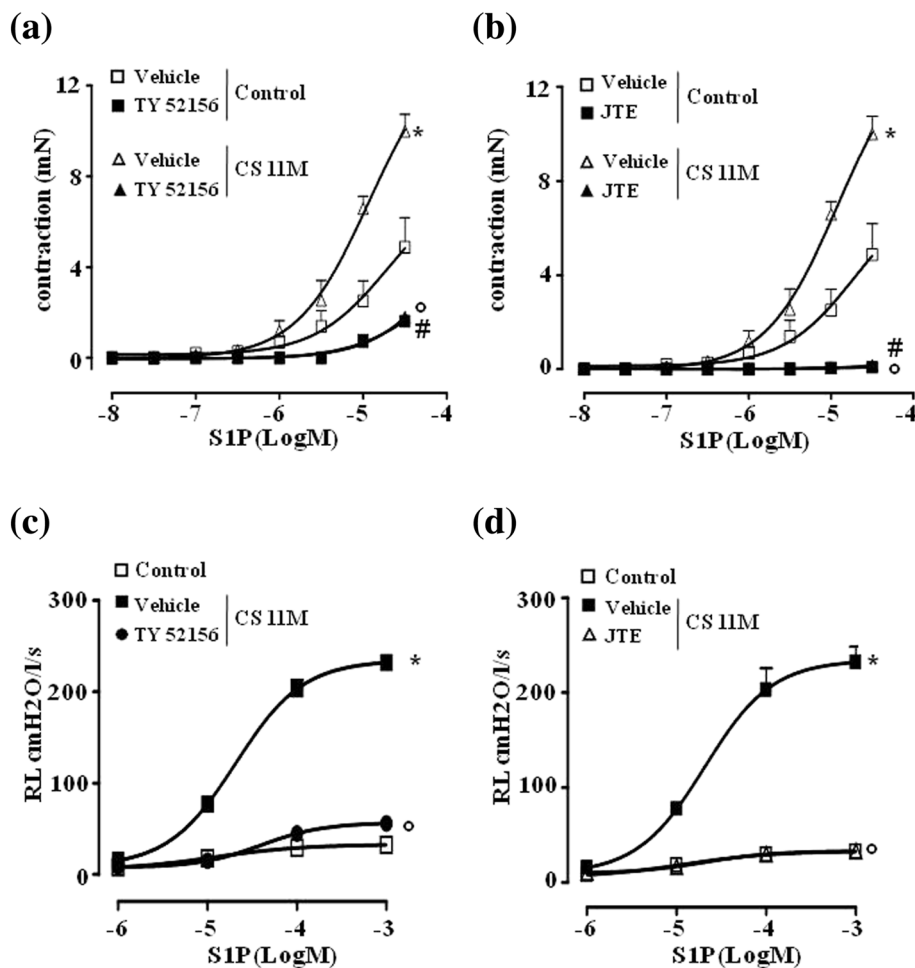 (a)
12
8
4
0
contraction (mN)
□ Vehicle
■ TY 52156
Control
△ Vehicle
▲ TY 52156
CS 11M
*
°
#
-8 -7 -6 -5 -4
S1P(LogM)
(b)
12
8
4
0
contraction (mN)
□ Vehicle
■ JTE
Control
△ Vehicle
▲ JTE
CS 11M
*
#
°
-8 -7 -6 -5 -4
S1P(LogM)
(c)
300
200
100
0
RL cmH2O/l/s
□ Control
■ Vehicle
● TY 52156
CS 11M
*
°
-6 -5 -4 -3
S1P(LogM)
(d)
300
200
100
0
RL cmH2O/l/s
□ Control
■ Vehicle
△ JTE
CS 11M
*
°
-6 -5 -4 -3
S1P(LogM)